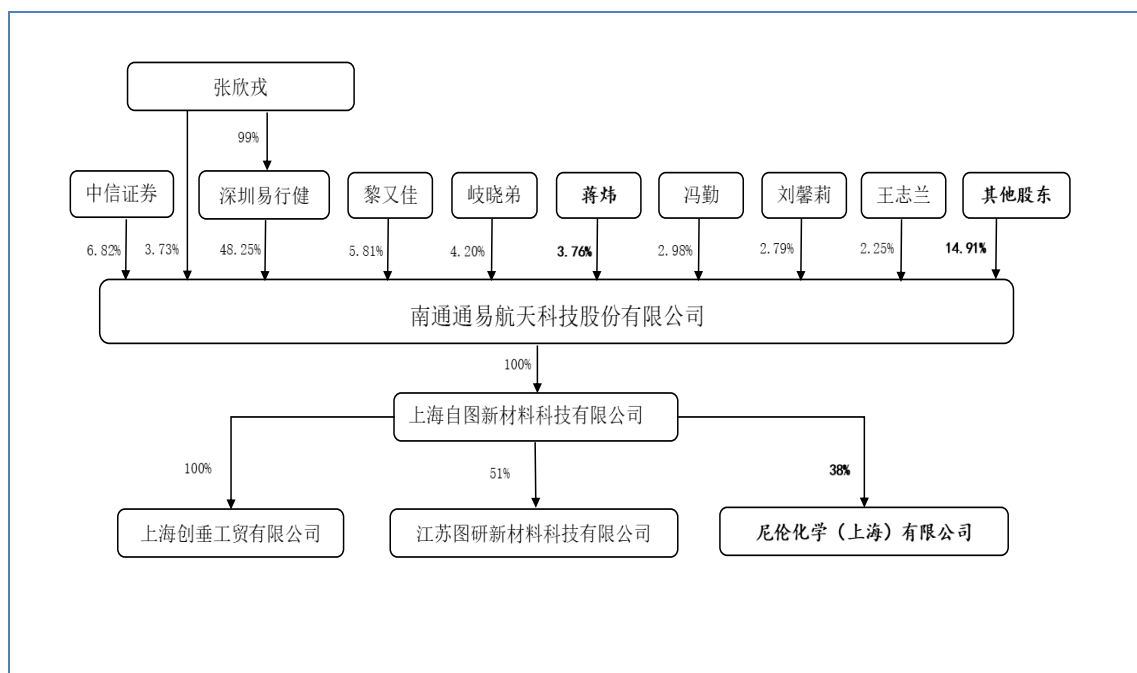 张欣戎
99%
中信证券
深圳易行健
黎又佳
岐晓弟
蒋炜
冯勤
刘馨莉
王志兰
其他股东
6.82%
3.73%
48.25%
5.81%
4.20%
3.76%
2.98%
2.79%
2.25%
14.91%
南通通易航天科技股份有限公司
100%
上海自图新材料科技有限公司
100%
51%
38%
上海创垂工贸有限公司
江苏图研新材料科技有限公司
尼伦化学（上海）有限公司